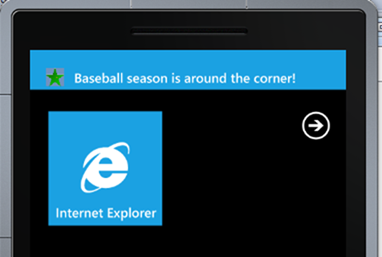 Baseball season is around the corner!
Internet Explorer